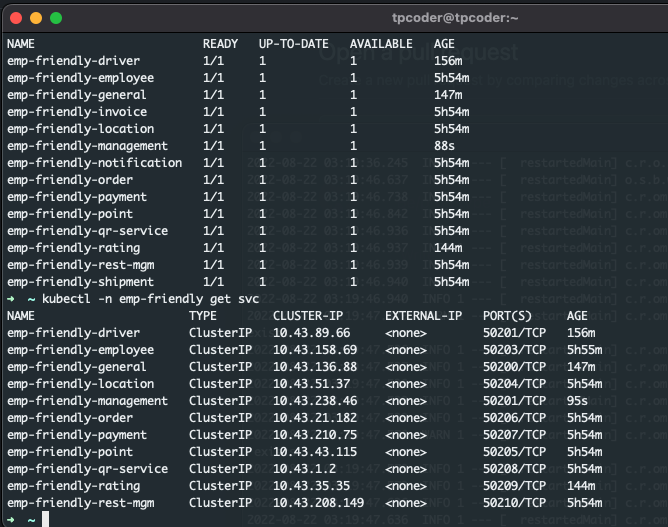 tpcoder@tpcoder:~
NAME READY UP-TO-DATE AVAILABLE AGE
emp-friendly-driver 1/1 1 1 156m
emp-friendly-employee 1/1 1 1 5h54m
emp-friendly-general 1/1 1 1 147m
emp-friendly-invoice 1/1 1 1 5h54m
emp-friendly-location 1/1 1 1 5h54m
emp-friendly-management 1/1 1 1 88s
emp-friendly-notification 1/1 1 1 5h54m
emp-friendly-order 1/1 1 1 5h54m
emp-friendly-payment 1/1 1 1 5h54m
emp-friendly-point 1/1 1 1 5h54m
emp-friendly-qr-service 1/1 1 1 5h54m
emp-friendly-rating 1/1 1 1 144m
emp-friendly-rest-mgm 1/1 1 1 5h54m
emp-friendly-shipment 1/1 1 1 5h54m
➜ ~ kubectl -n emp-friendly get svc
NAME TYPE CLUSTER-IP EXTERNAL-IP PORT(S) AGE
emp-friendly-driver ClusterIP 10.43.89.66 <none> 50201/TCP 156m
emp-friendly-employee ClusterIP 10.43.158.69 <none> 50203/TCP 5h55m
emp-friendly-general ClusterIP 10.43.136.88 <none> 50200/TCP 147m
emp-friendly-location ClusterIP 10.43.51.37 <none> 50204/TCP 5h54m
emp-friendly-management ClusterIP 10.43.238.46 <none> 50201/TCP 95s
emp-friendly-order ClusterIP 10.43.21.182 <none> 50206/TCP 5h54m
emp-friendly-payment ClusterIP 10.43.210.75 <none> 50207/TCP 5h54m
emp-friendly-point ClusterIP 10.43.43.115 <none> 50205/TCP 5h54m
emp-friendly-qr-service ClusterIP 10.43.1.2 <none> 50208/TCP 5h54m
emp-friendly-rating ClusterIP 10.43.35.35 <none> 50209/TCP 144m
emp-friendly-rest-mgm ClusterIP 10.43.208.149 <none> 50210/TCP 5h54m
➜ ~